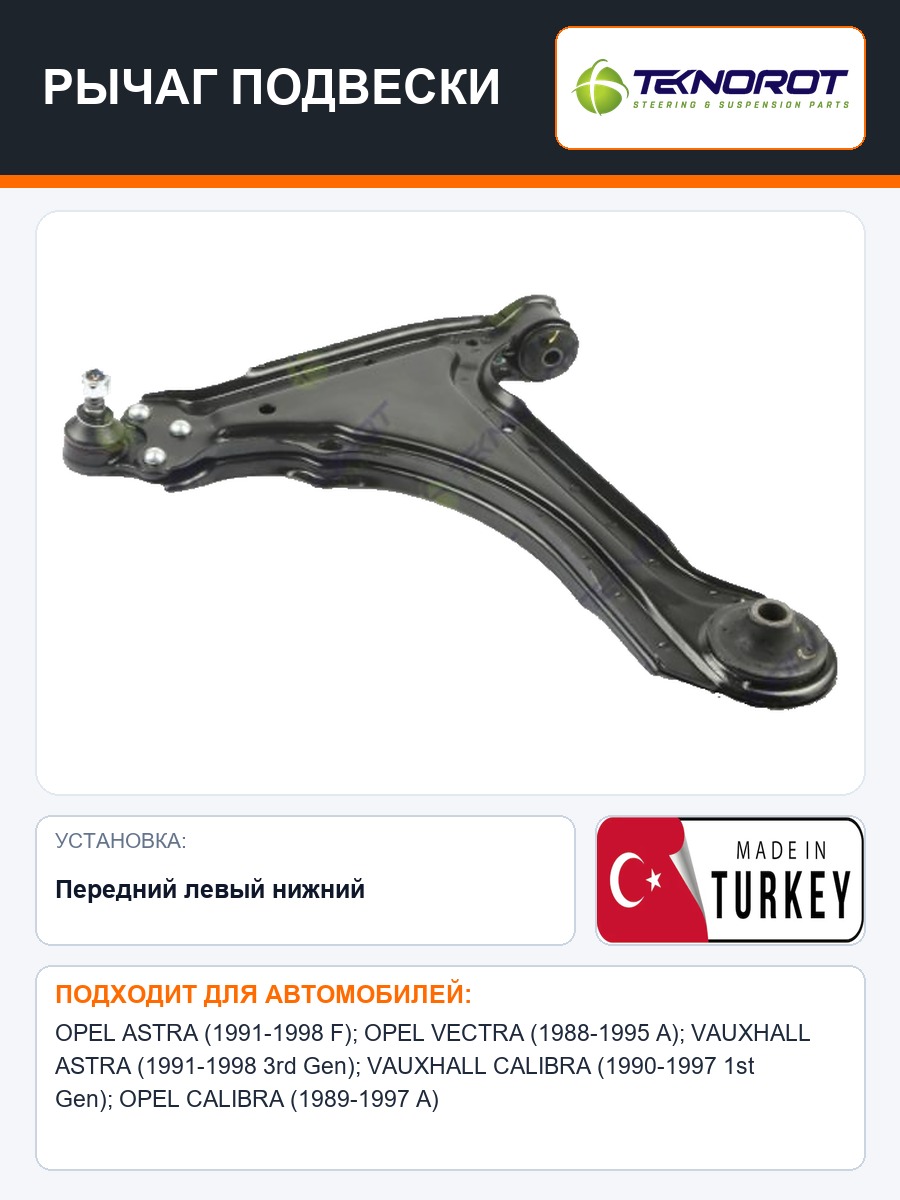 РЫЧАГ ПОДВЕСКИ
TEKNOROT
STEERING & SUSPENSION PARTS
УСТАНОВКА:
Передний левый нижний
MADE IN
TURKEY
ПОДХОДИТ ДЛЯ АВТОМОБИЛЕЙ:
OPEL ASTRA (1991-1998 F); OPEL VECTRA (1988-1995 A); VAUXHALL
ASTRA (1991-1998 3rd Gen); VAUXHALL CALIBRA (1990-1997 1st
Gen); OPEL CALIBRA (1989-1997 A)